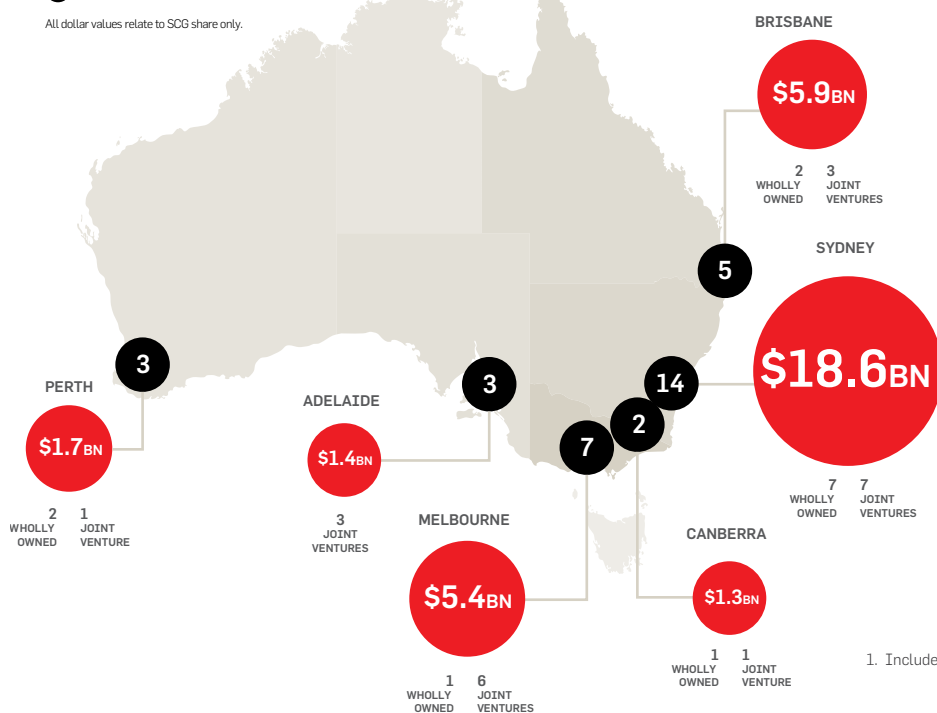 All dollar values relate to SCG share only.
BRISBANE
$5.9BN
2 3
WHOLLY JOINT
OWNED VENTURES
5
SYDNEY
$18.6BN
14
7 7
WHOLLY JOINT
OWNED VENTURES
3
PERTH
$1.7BN
2 1
WHOLLY JOINT
OWNED VENTURE
3
ADELAIDE
$1.4BN
3
JOINT
VENTURES
7
MELBOURNE
$5.4BN
1 6
WHOLLY JOINT
OWNED VENTURES
2
CANBERRA
$1.3BN
1 1
WHOLLY JOINT
OWNED VENTURE
1. Include